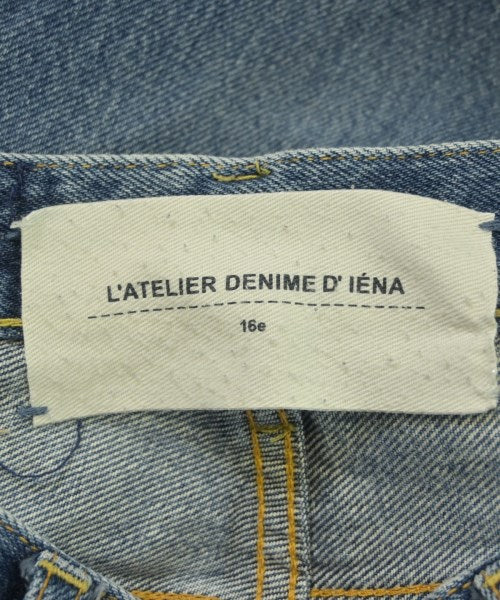 L'ATELIER DENIME D' IÉNA
16e